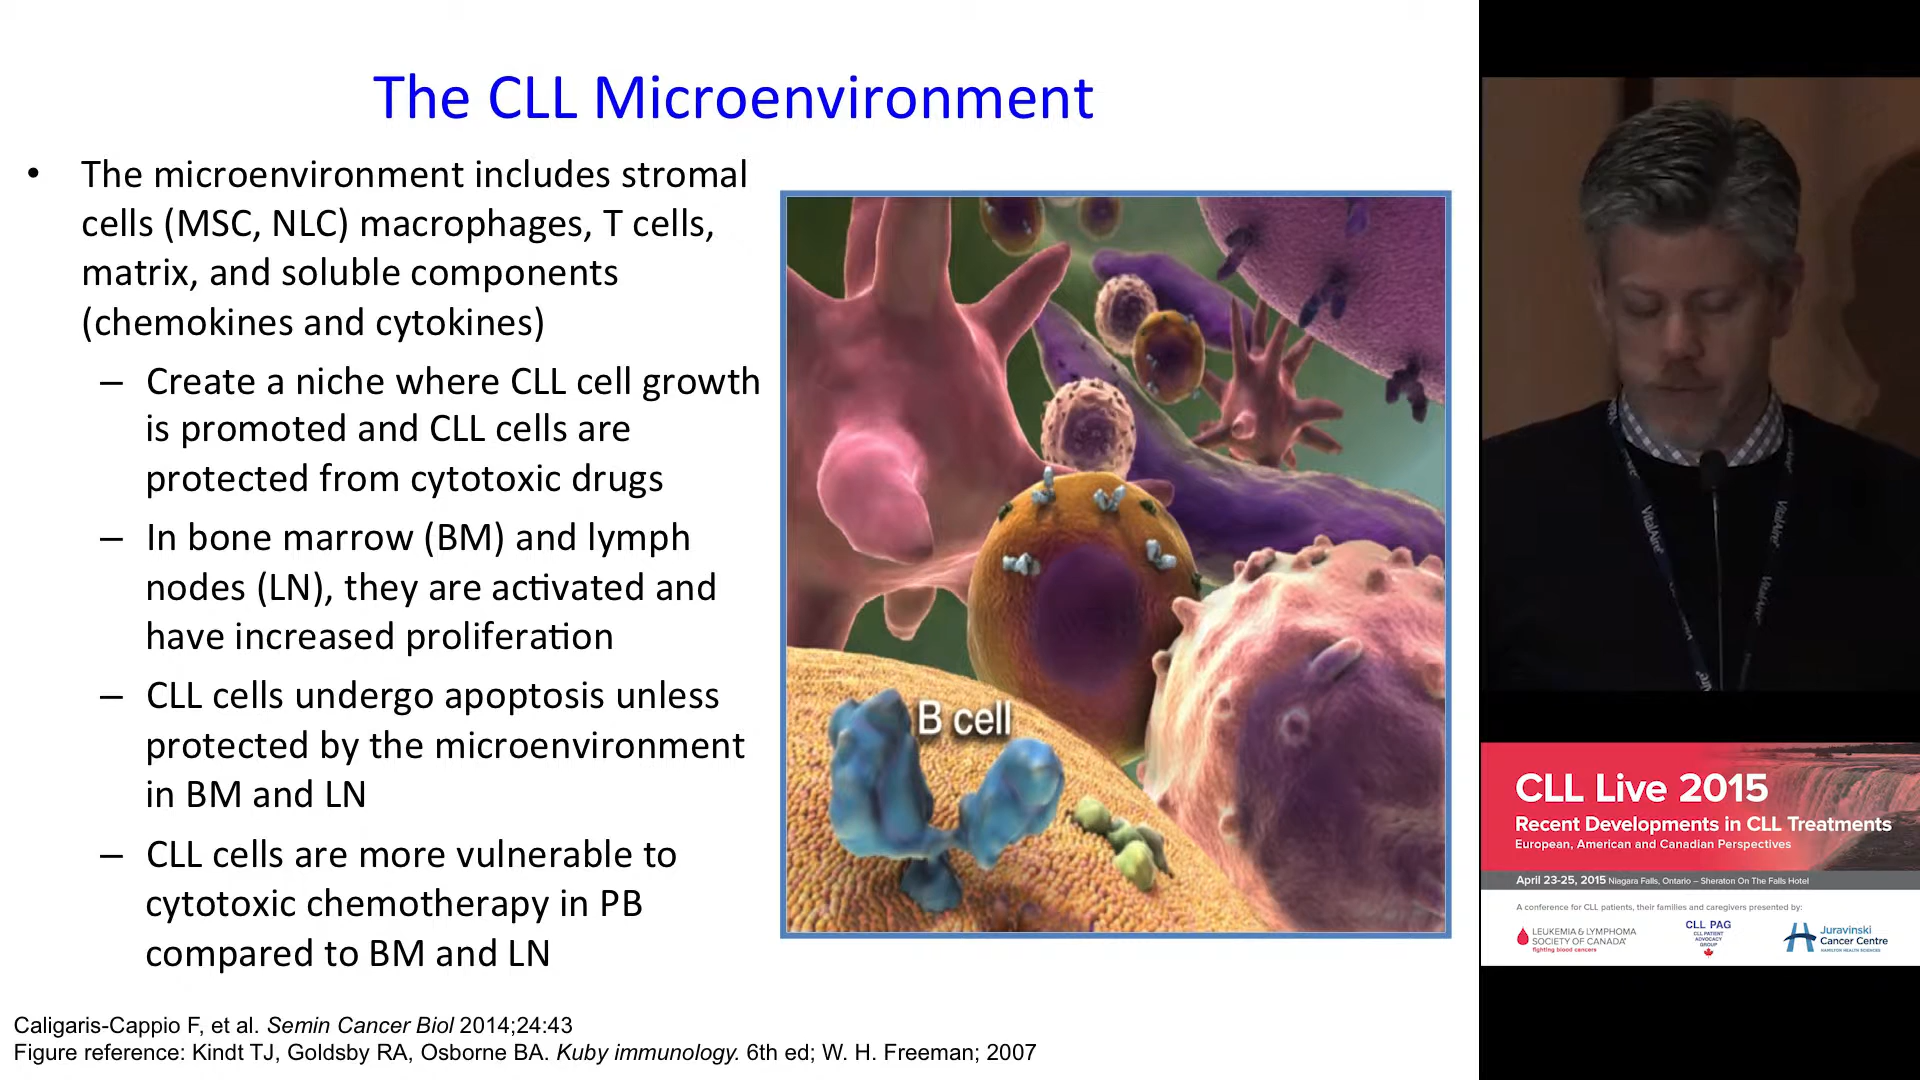 The CLL Microenvironment
• The microenvironment includes stromal
cells (MSC, NLC) macrophages, T cells,
matrix, and soluble components
(chemokines and cytokines)
– Create a niche where CLL cell growth
is promoted and CLL cells are
protected from cytotoxic drugs
– In bone marrow (BM) and lymph
nodes (LN), they are activated and
have increased proliferation
– CLL cells undergo apoptosis unless
protected by the microenvironment
in BM and LN
– CLL cells are more vulnerable to
cytotoxic chemotherapy in PB
compared to BM and LN
B cell
Caligaris-Cappio F, et al. Semin Cancer Biol 2014;24:43
Figure reference: Kindt TJ, Goldsby RA, Osborne BA. Kuby immunology. 6th ed; W. H. Freeman; 2007
VitalAire
VitalAire
VitalAire
CLL Live 2015
Recent Developments in CLL Treatments
European, American and Canadian Perspectives
April 23-25, 2015 Niagara Falls, Ontario – Sheraton On The Falls Hotel
A conference for CLL patients, their families and caregivers presented by:
LEUKEMIA & LYMPHOMA
SOCIETY OF CANADA
fighting blood cancers
CLL PAG
CLL PATIENT
ADVOCACY
GROUP
Juravinski
Cancer Centre
HAMILTON HEALTH SCIENCES